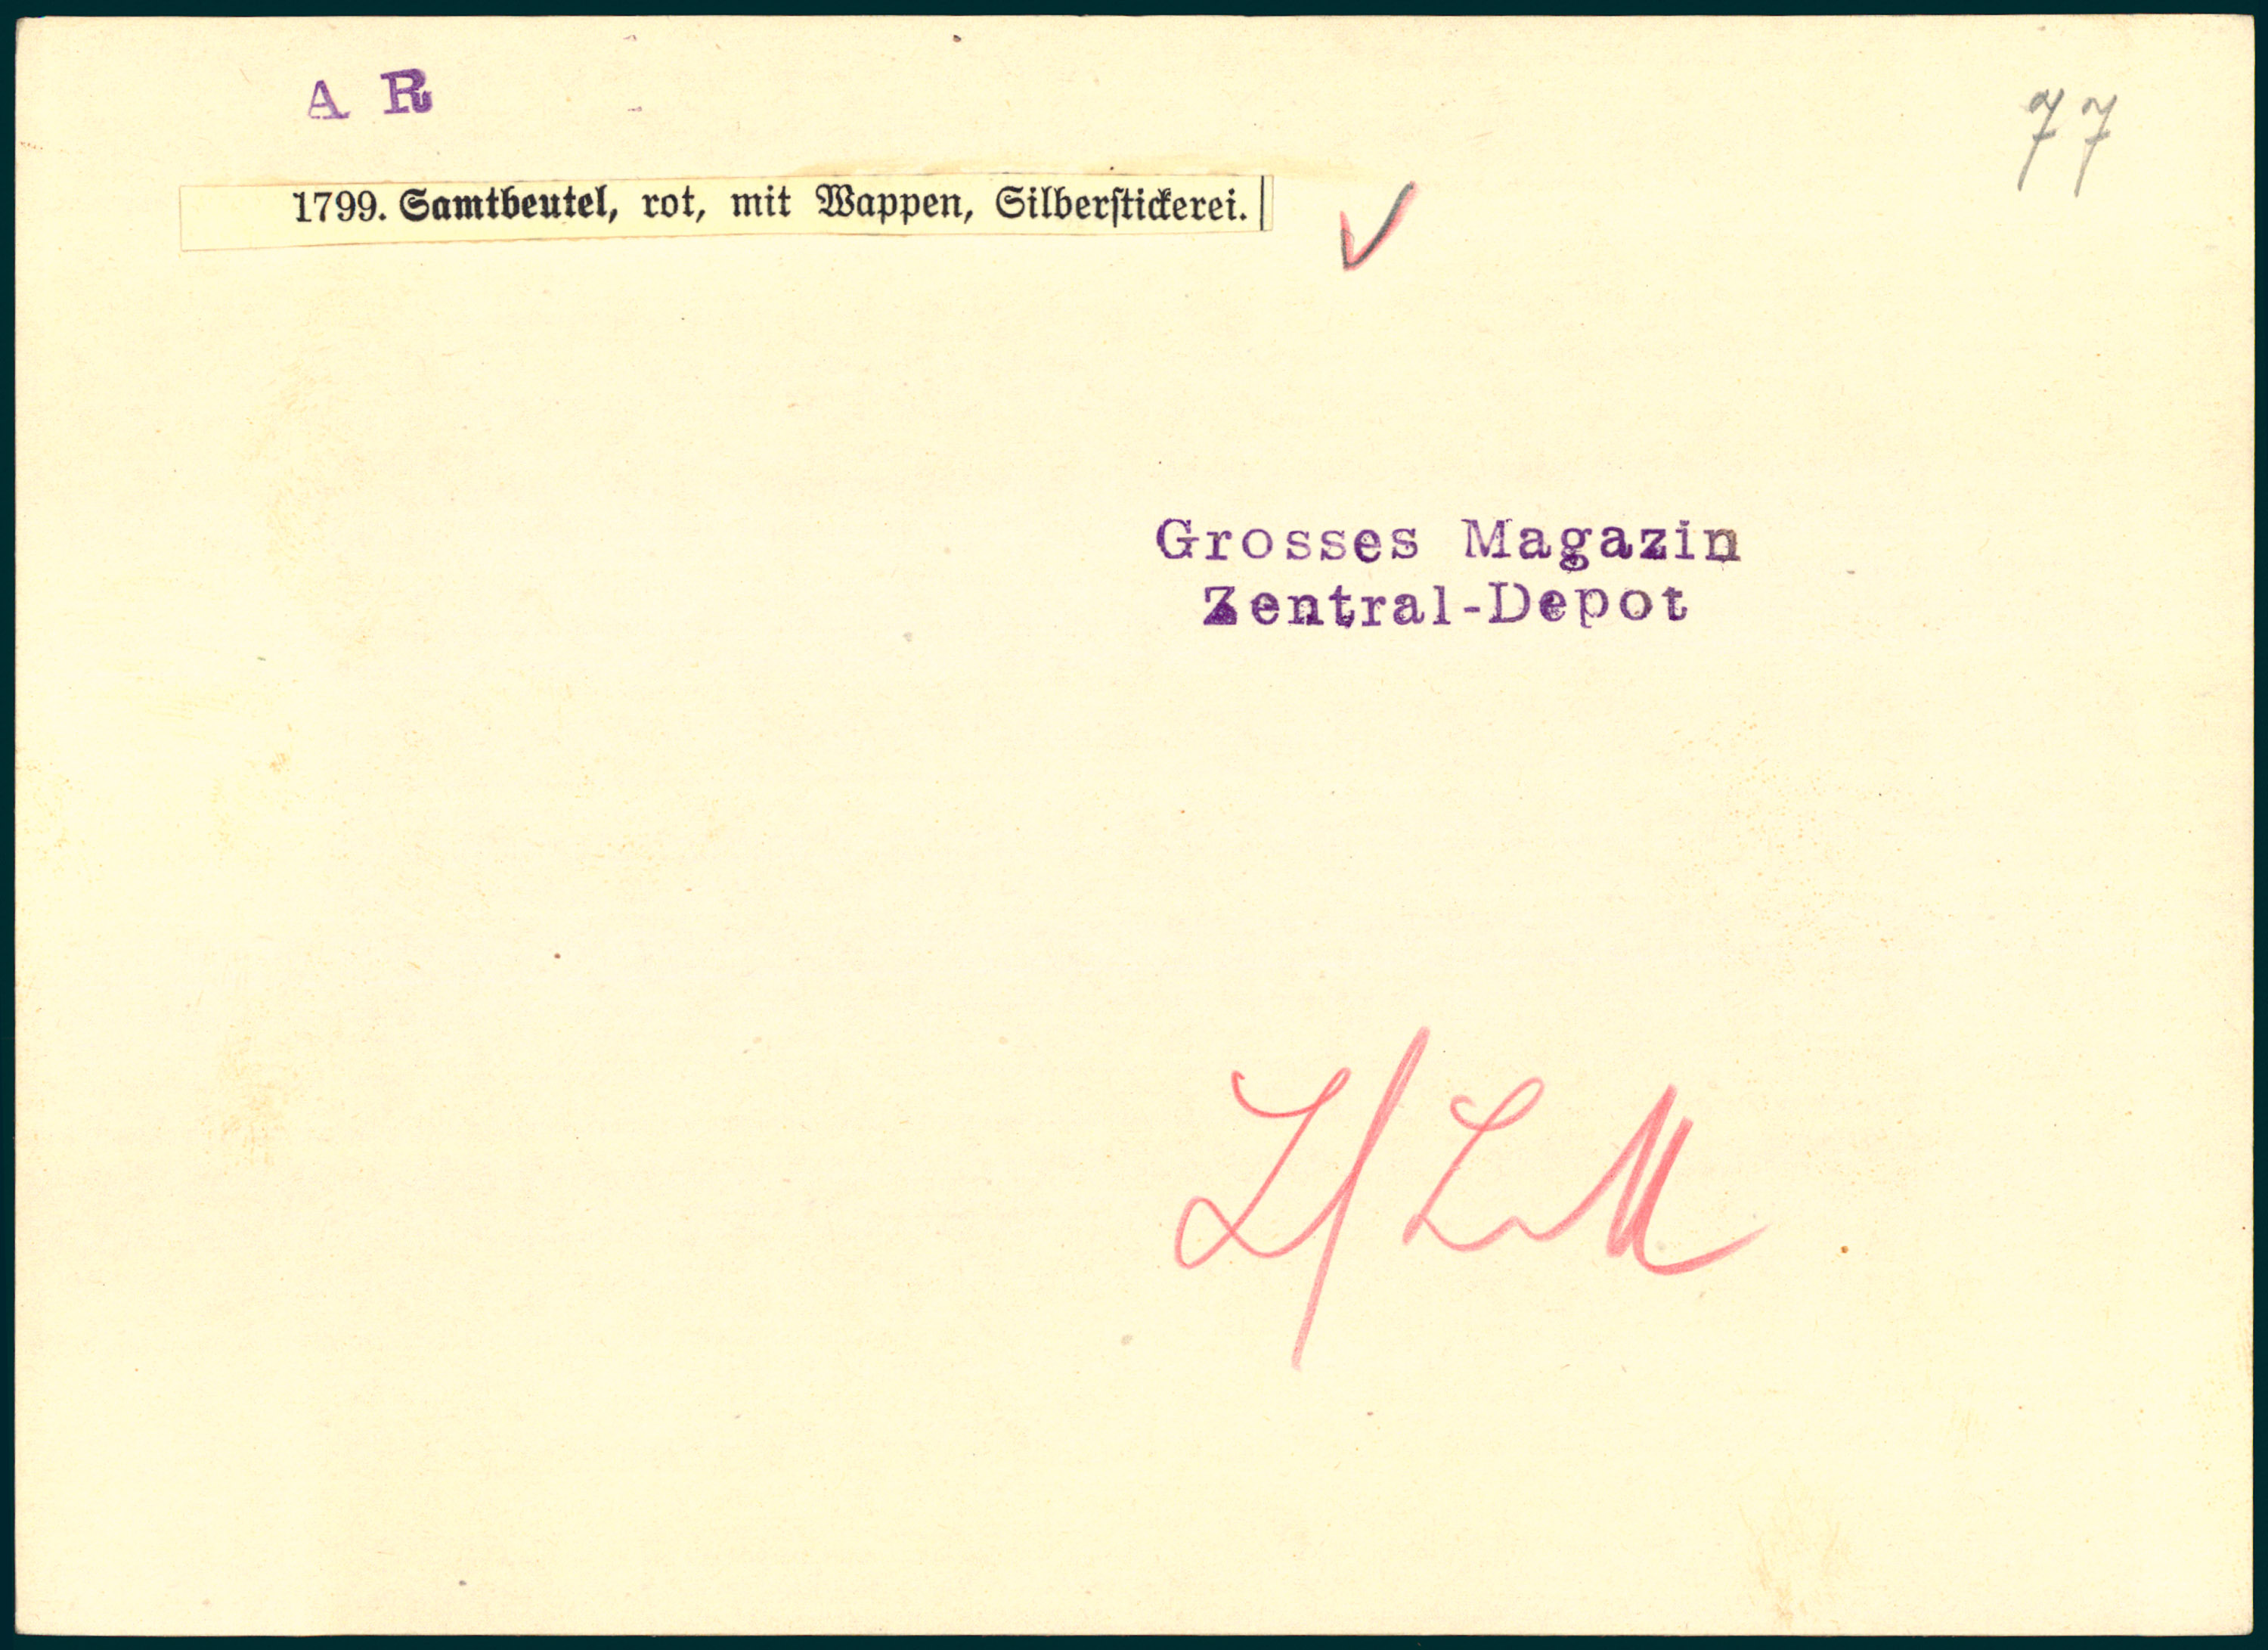 A R
77
1799. Samtbeutel, rot, mit Wappen, Silberſtickerei.
Grosses Magazin
Zentral-Depot